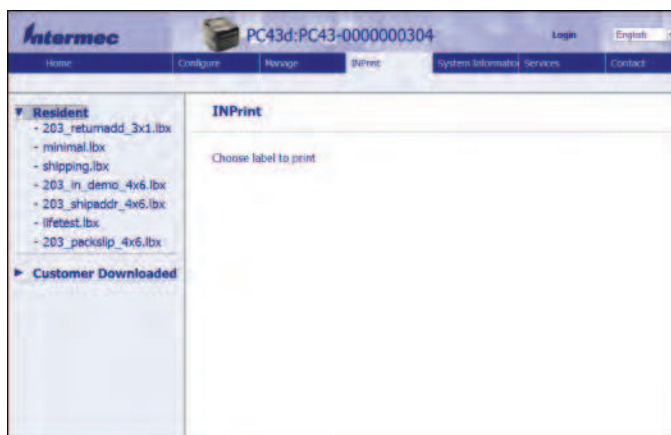 Intermec
PC43d:PC43-0000000304
Login
English
Home
Configure
Manage
INPrint
System Informatio
Services
Contact
Resident
- 203_returnadd_3x1.lbx
- minimal.lbx
- shipping.lbx
- 203_in_demo_4x6.lbx
- 203_shipaddr_4x6.lbx
- lifetest.lbx
- 203_packslip_4x6.lbx
Customer Downloaded
INPrint
Choose label to print